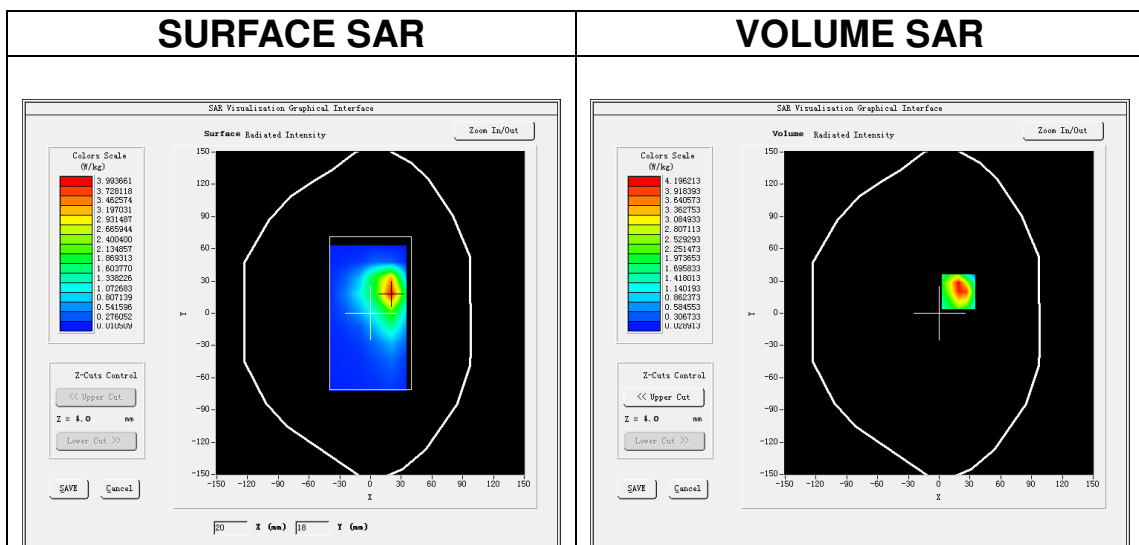 SURFACE SAR
SAR Visualisation Graphical Interface
Surface Radiated Intensity
Zoom In/Out
Colors Scale
(W/kg)
3.993661
3.728118
3.462574
3.197031
2.931487
2.665944
2.400400
2.134857
1.869313
1.603770
1.338226
1.072683
0.807139
0.541596
0.276052
0.010509
Z-Cuts Control
<< Upper Cut
Z = 4.0 mm
Lower Cut >>
SAVE Cancel
150
120
90
60
30
0
-30
-60
-90
-120
-150
Y
-150 -120 -90 -60 -30 0 30 60 90 120 150
X
20 X (mm) 18 Y (mm)
VOLUME SAR
SAR Visualisation Graphical Interface
Volume Radiated Intensity
Zoom In/Out
Colors Scale
(W/kg)
4.196213
3.918393
3.640573
3.362753
3.084933
2.807113
2.529293
2.251473
1.973653
1.695833
1.418013
1.140193
0.862373
0.584553
0.306733
0.028913
Z-Cuts Control
<< Upper Cut
Z = 4.0 mm
Lower Cut >>
SAVE Cancel
150
120
90
60
30
0
-30
-60
-90
-120
-150
Y
-150 -120 -90 -60 -30 0 30 60 90 120 150
X